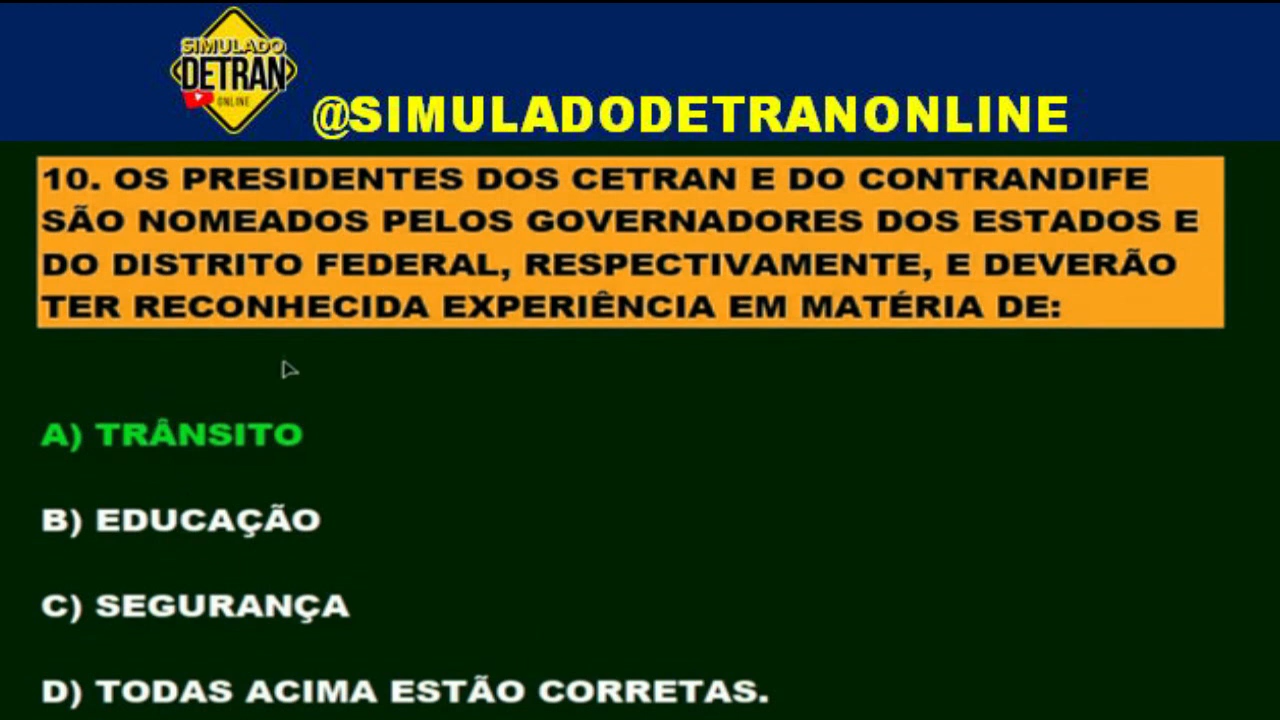 SIMULADO
DETRAN
ONLINE
@SIMULADODETRANONLINE
10. OS PRESIDENTES DOS CETRAN E DO CONTRANDIFE
SÃO NOMEADOS PELOS GOVERNADORES DOS ESTADOS E
DO DISTRITO FEDERAL, RESPECTIVAMENTE, E DEVERÃO
TER RECONHECIDA EXPERIÊNCIA EM MATÉRIA DE:
A) TRÂNSITO
B) EDUCAÇÃO
C) SEGURANÇA
D) TODAS ACIMA ESTÃO CORRETAS.